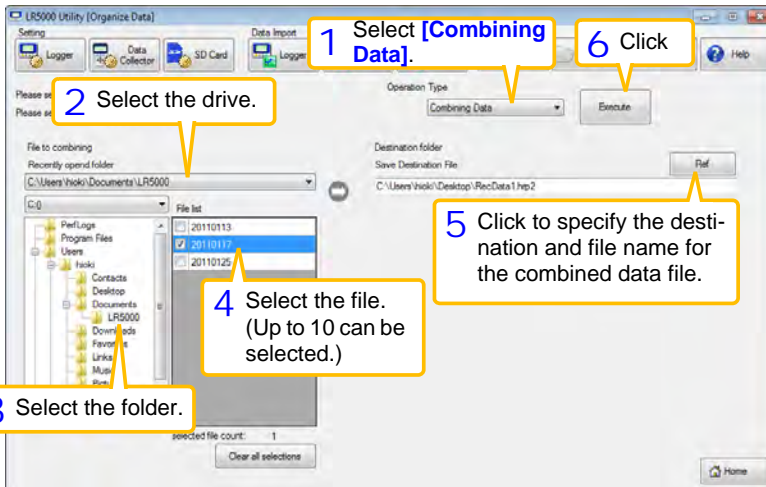 LR5000 Utility [Organize Data]
Setting
Data Import
Logger
Data
Collector
SD Card
Logger
Help
1 Select [Combining
Data].
6 Click
Please se
Please se
2 Select the drive.
Operation Type
Combining Data
Execute
File to combining
Recently opend folder
C:\Users\hioki\Documents\LR5000
Destination folder
Save Destination File
Ref
C:\Users\hioki\Desktop\RecData1.hrp2
C:\
File list
PerfLogs
Program Files
Users
hioki
Contacts
Desktop
Documents
LR5000
Downloads
Favorites
Links
20110113
20110117
20110125
4 Select the file.
(Up to 10 can be
selected.)
5 Click to specify the desti-
nation and file name for
the combined data file.
3 Select the folder.
selected file count: 1
Clear all selections
Home